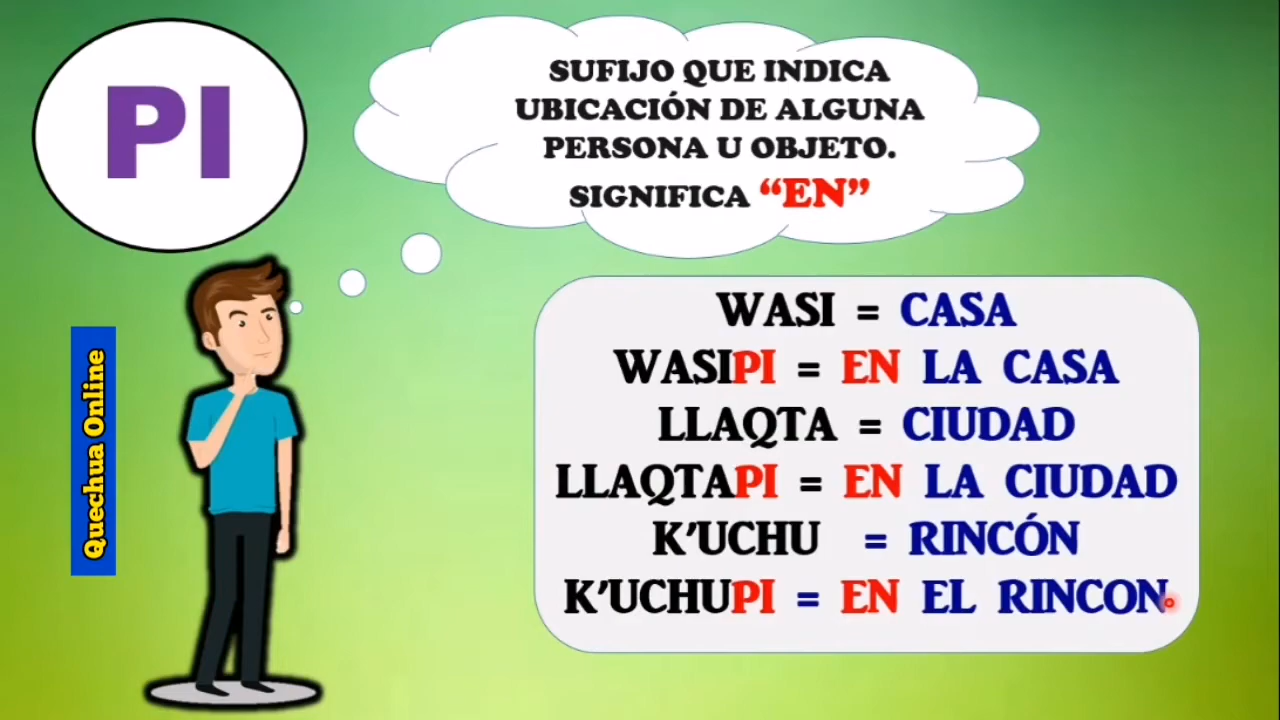 PI
SUFIJO QUE INDICA
UBICACIÓN DE ALGUNA
PERSONA U OBJETO.
SIGNIFICA “EN”
WASI = CASA
WASIPI = EN LA CASA
LLAQTA = CIUDAD
LLAQTAPI = EN LA CIUDAD
K’UCHU = RINCÓN
K’UCHUPI = EN EL RINCON
Quechua Online